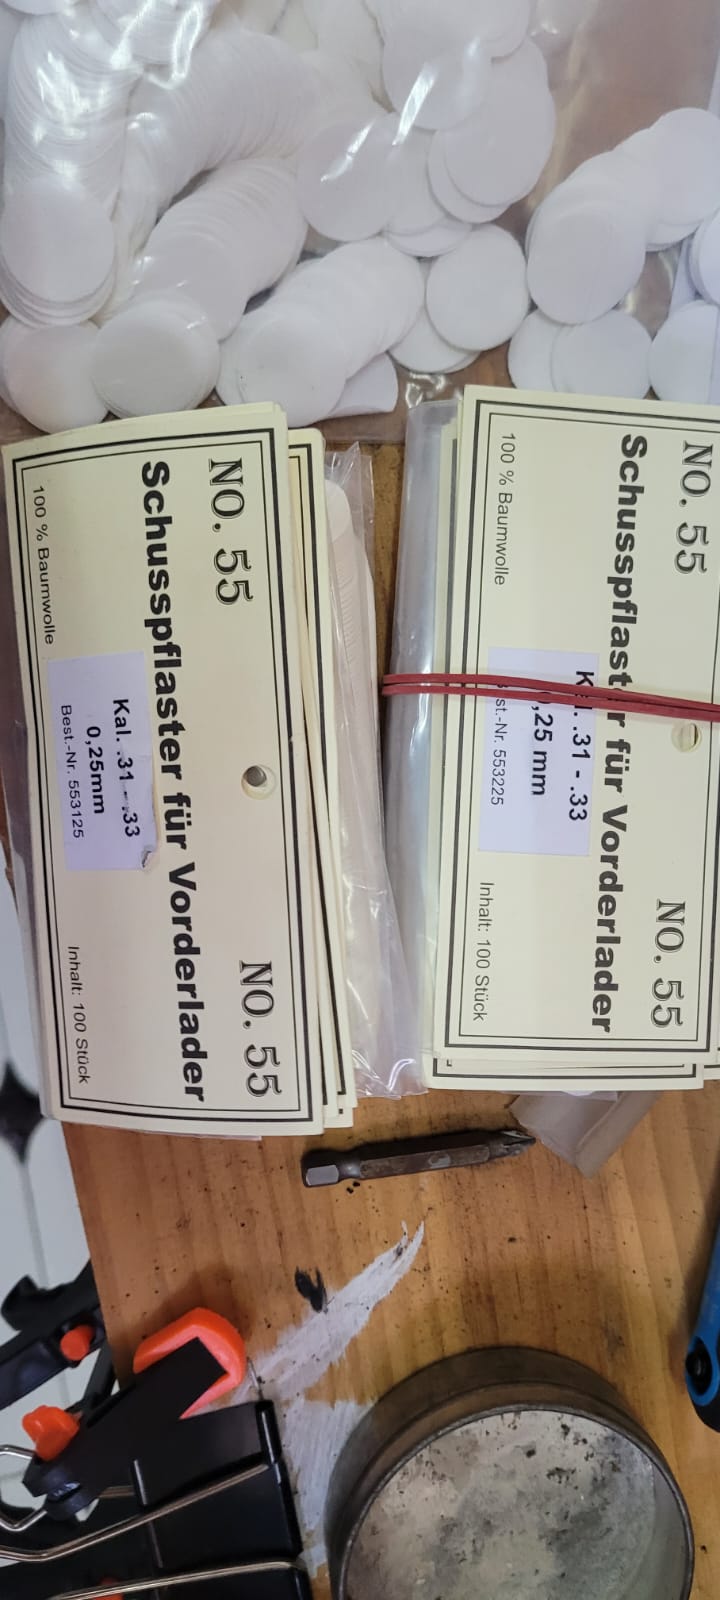 NO. 55 NO. 55
Schusspflaster für Vorderlader
Kal. .31 - .33
0,25mm
Best.-Nr. 553125
100 % Baumwolle
Inhalt: 100 Stück
NO. 55 NO. 55
Schusspflaster für Vorderlader
.31 - .33
,25 mm
st.-Nr. 553225
100 % Baumwolle
Inhalt: 100 Stück